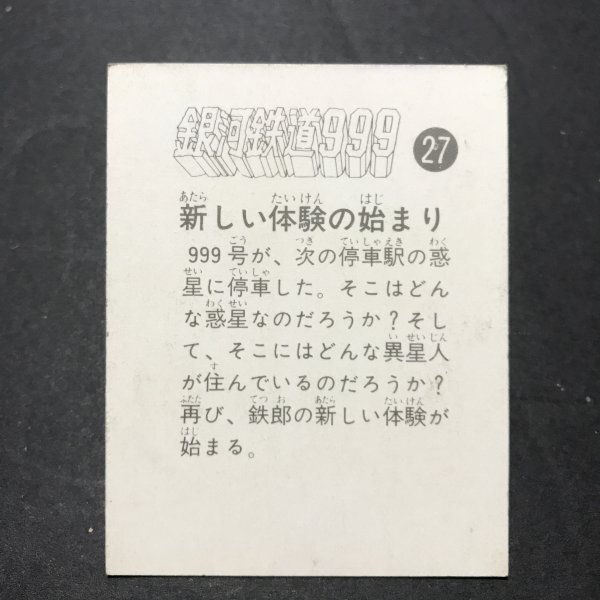 銀河鉄道999
27
新しい体験の始まり
999号が、次の停車駅の惑
星に停車した。そこはどん
な惑星なのだろうか？そし
て、そこにはどんな異星人
が住んでいるのだろうか？
再び、鉄郎の新しい体験が
始まる。